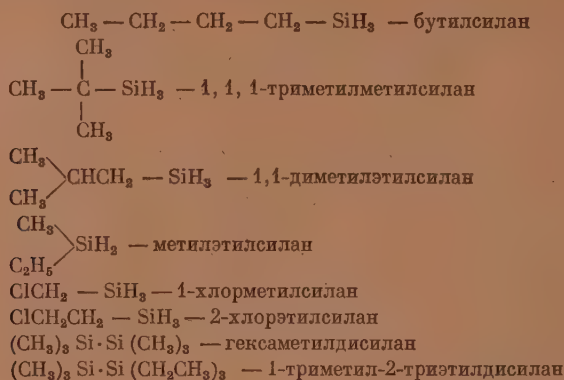 CH₃ — CH₂ — CH₂ — CH₂ — SiH₃ — бутилсилан
CH₃
CH₃ — C — SiH₃ — 1, 1, 1-триметилметилсилан
CH₃
CH₃
CHCH₂ — SiH₃ — 1,1-диметилэтилсилан
CH₃
CH₃
SiH₂ — метилэтилсилан
C₂H₅
ClCH₂ — SiH₃ — 1-хлорметилсилан
ClCH₂CH₂ — SiH₃ — 2-хлорэтилсилан
(CH₃)₃ Si · Si (CH₃)₃ — гексаметилдисилан
(CH₃)₃ Si · Si (CH₂CH₃)₃ — 1-триметил-2-триэтилдисилан